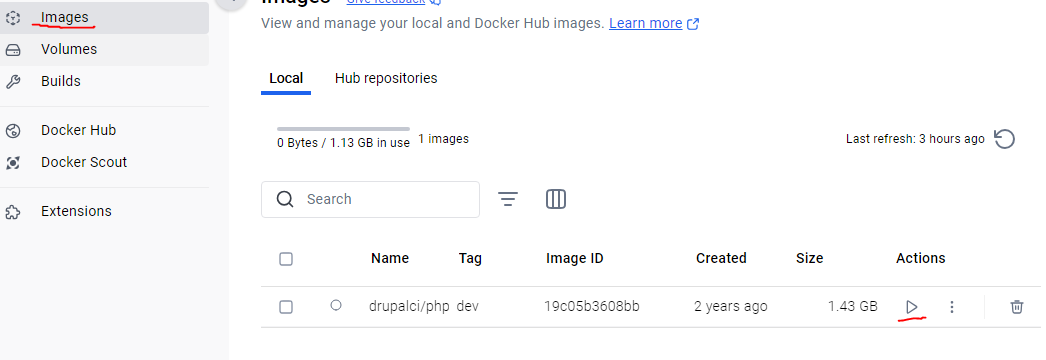 Images
Volumes
Builds
Docker Hub
Docker Scout
Extensions
Images Give feedback
View and manage your local and Docker Hub images. Learn more
Local Hub repositories
0 Bytes / 1.13 GB in use 1 images
Last refresh: 3 hours ago
Search
Name Tag Image ID Created Size Actions
drupalci/php dev 19c05b3608bb 2 years ago 1.43 GB